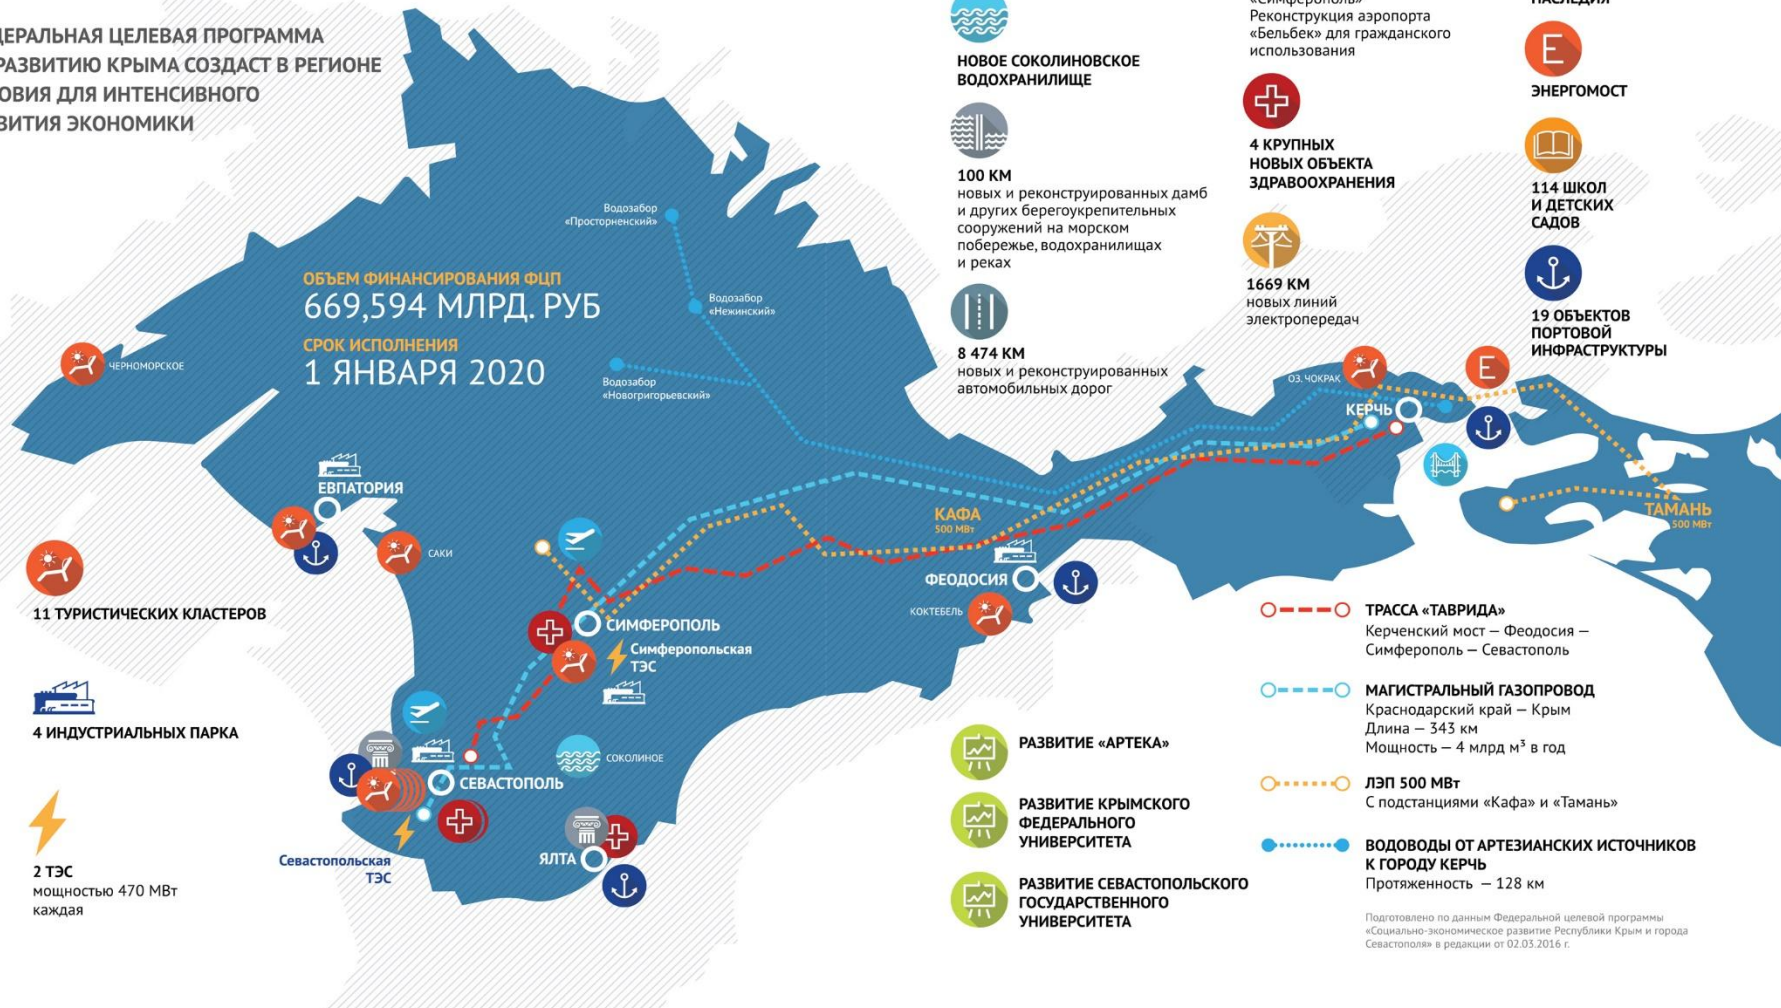 ДЕРАЛЬНАЯ ЦЕЛЕВАЯ ПРОГРАММА
РАЗВИТИЮ КРЫМА СОЗДАСТ В РЕГИОНЕ
ОВИЯ ДЛЯ ИНТЕНСИВНОГО
ВИТИЯ ЭКОНОМИКИ
ОБЪЕМ ФИНАНСИРОВАНИЯ ФЦП
669,594 МЛРД. РУБ
СРОК ИСПОЛНЕНИЯ
1 ЯНВАРЯ 2020
Водозабор
«Просторненский»
Водозабор
«Нежинский»
Водозабор
«Новогригорьевский»
НОВОЕ СОКОЛИНОВСКОЕ
ВОДОХРАНИЛИЩЕ
100 КМ
новых и реконструированных дамб
и других берегоукрепительных
сооружений на морском
побережье, водохранилищах
и реках
8 474 КМ
новых и реконструированных
автомобильных дорог
«Симферополь»
Реконструкция аэропорта
«Бельбек» для гражданского
использования
4 КРУПНЫХ
НОВЫХ ОБЪЕКТА
ЗДРАВООХРАНЕНИЯ
1669 КМ
новых линий
электропередач
НАСЛЕДИЯ
E
ЭНЕРГОМОСТ
114 ШКОЛ
И ДЕТСКИХ
САДОВ
19 ОБЪЕКТОВ
ПОРТОВОЙ
ИНФРАСТРУКТУРЫ
ЧЕРНОМОРСКОЕ
ЕВПАТОРИЯ
САКИ
ОЗ. ЧОКРАК
E
КЕРЧЬ
КАФА
500 МВт
ТАМАНЬ
500 МВт
ФЕОДОСИЯ
КОКТЕБЕЛЬ
СИМФЕРОПОЛЬ
Симферопольская
ТЭС
СОКОЛИНОЕ
СЕВАСТОПОЛЬ
Севастопольская
ТЭС
ЯЛТА
11 ТУРИСТИЧЕСКИХ КЛАСТЕРОВ
4 ИНДУСТРИАЛЬНЫХ ПАРКА
2 ТЭС
мощностью 470 МВт
каждая
РАЗВИТИЕ «АРТЕКА»
РАЗВИТИЕ КРЫМСКОГО
ФЕДЕРАЛЬНОГО
УНИВЕРСИТЕТА
РАЗВИТИЕ СЕВАСТОПОЛЬСКОГО
ГОСУДАРСТВЕННОГО
УНИВЕРСИТЕТА
ТРАССА «ТАВРИДА»
Керченский мост — Феодосия —
Симферополь — Севастополь
МАГИСТРАЛЬНЫЙ ГАЗОПРОВОД
Краснодарский край — Крым
Длина — 343 км
Мощность — 4 млрд м³ в год
ЛЭП 500 МВт
С подстанциями «Кафа» и «Тамань»
ВОДОВОДЫ ОТ АРТЕЗИАНСКИХ ИСТОЧНИКОВ
К ГОРОДУ КЕРЧЬ
Протяженность — 128 км
Подготовлено по данным Федеральной целевой программы
«Социально-экономическое развитие Республики Крым и города
Севастополя» в редакции от 02.03.2016 г.